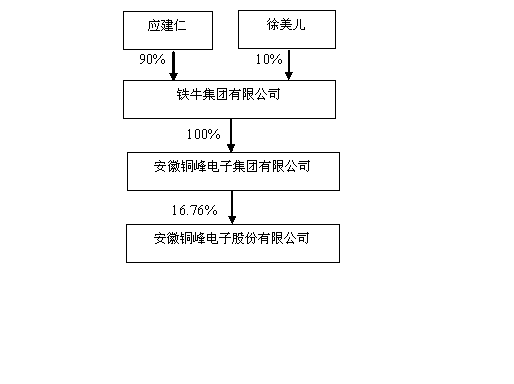 应建仁 徐美儿
90% 10%
铁牛集团有限公司
100%
安徽铜峰电子集团有限公司
16.76%
安徽铜峰电子股份有限公司